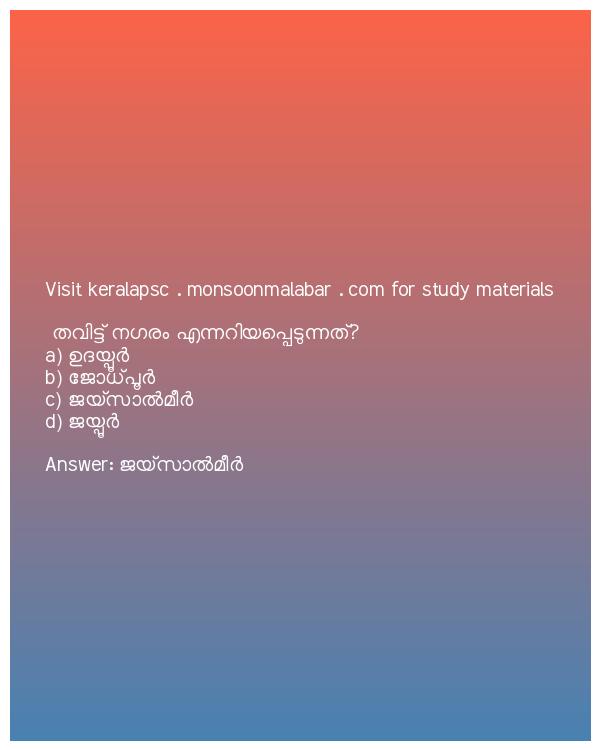 Visit keralapsc . monsoonmalabar . com for study materials
തവിട്ട് നഗരം എന്നറിയപ്പെടുന്നത്?
a) ഉദയ്പൂർ
b) ജോധ്പൂർ
c) ജയ്സാൽമീർ
d) ജയ്പൂർ
Answer: ജയ്സാൽമീർ